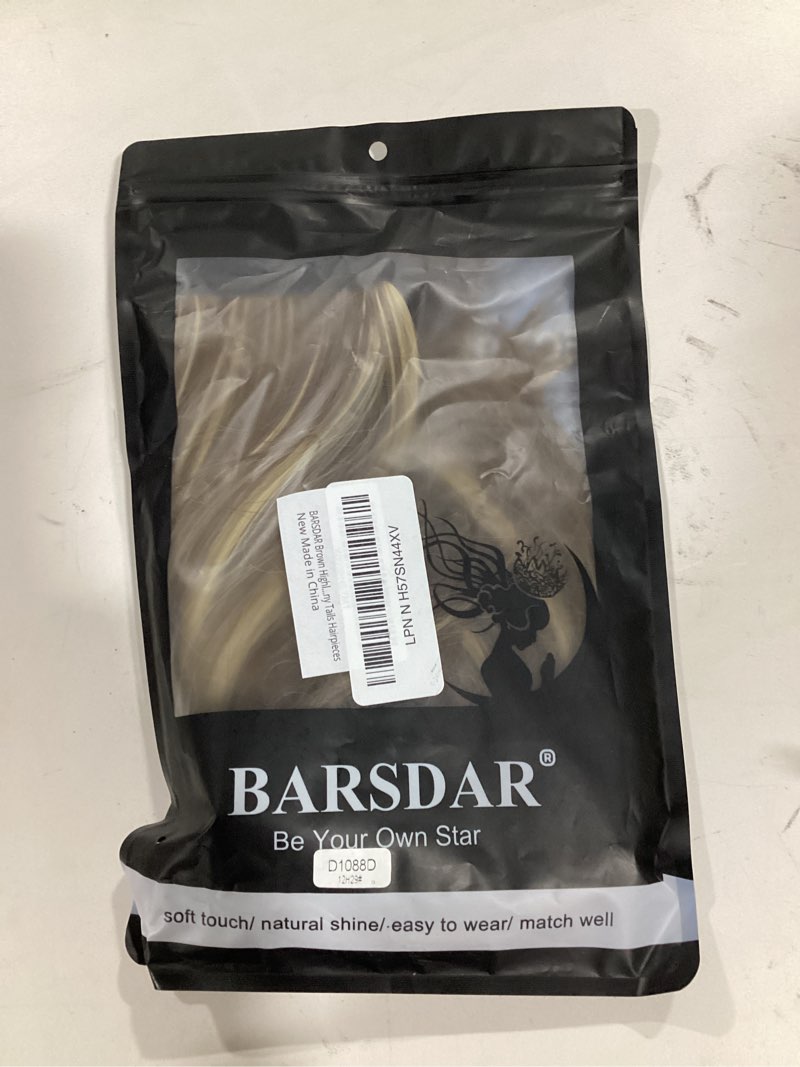 BARSDAR Brown Highl...ny Tails Hairpieces
New Made in China
LPN N H57SN44XV
BARSDAR®
Be Your Own Star
D1088D
12H29#
soft touch/ natural shine/ easy to wear/ match well